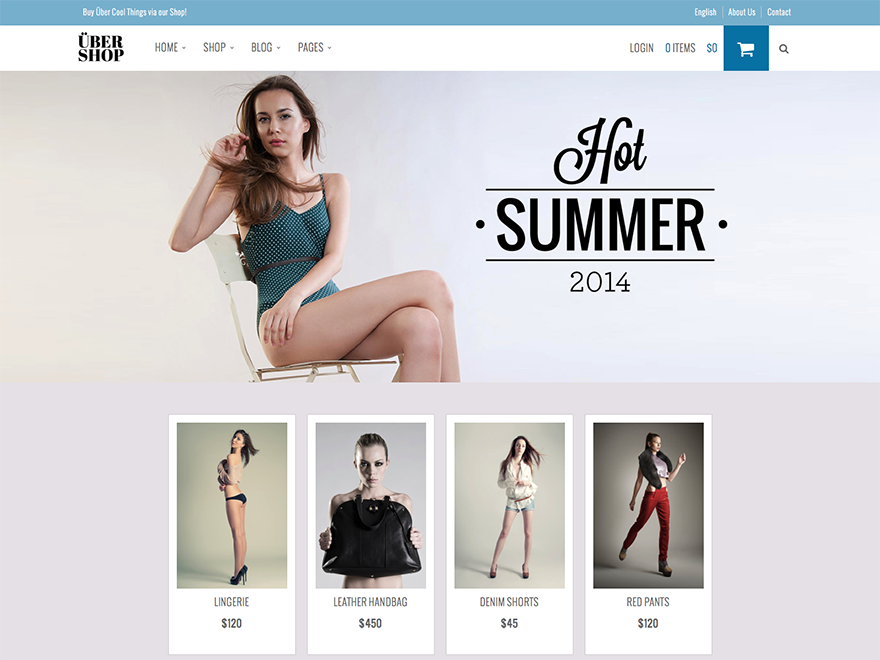 Buy Über Cool Things via our Shop!
English About Us Contact
ÜBER
SHOP
HOME SHOP BLOG PAGES
LOGIN 0 ITEMS $0
Hot
SUMMER
2014
LINGERIE
$120
LEATHER HANDBAG
$450
DENIM SHORTS
$45
RED PANTS
$120